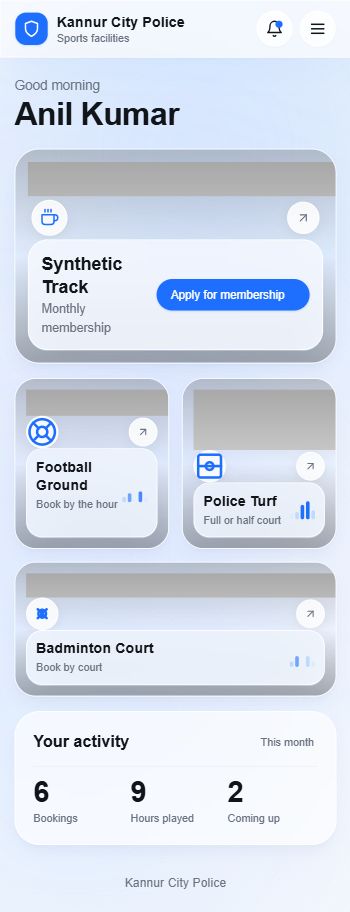 Kannur City Police
Sports facilities
Good morning
Anil Kumar
Synthetic
Track
Monthly
membership
Apply for membership
Football
Ground
Book by the hour
Police Turf
Full or half court
Badminton Court
Book by court
Your activity
This month
6
9
2
Bookings
Hours played
Coming up
Kannur City Police